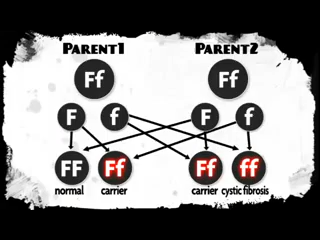 PARENT1 PARENT2
Ff Ff
F f F f
FF Ff Ff ff
normal carrier carrier cystic fibrosis